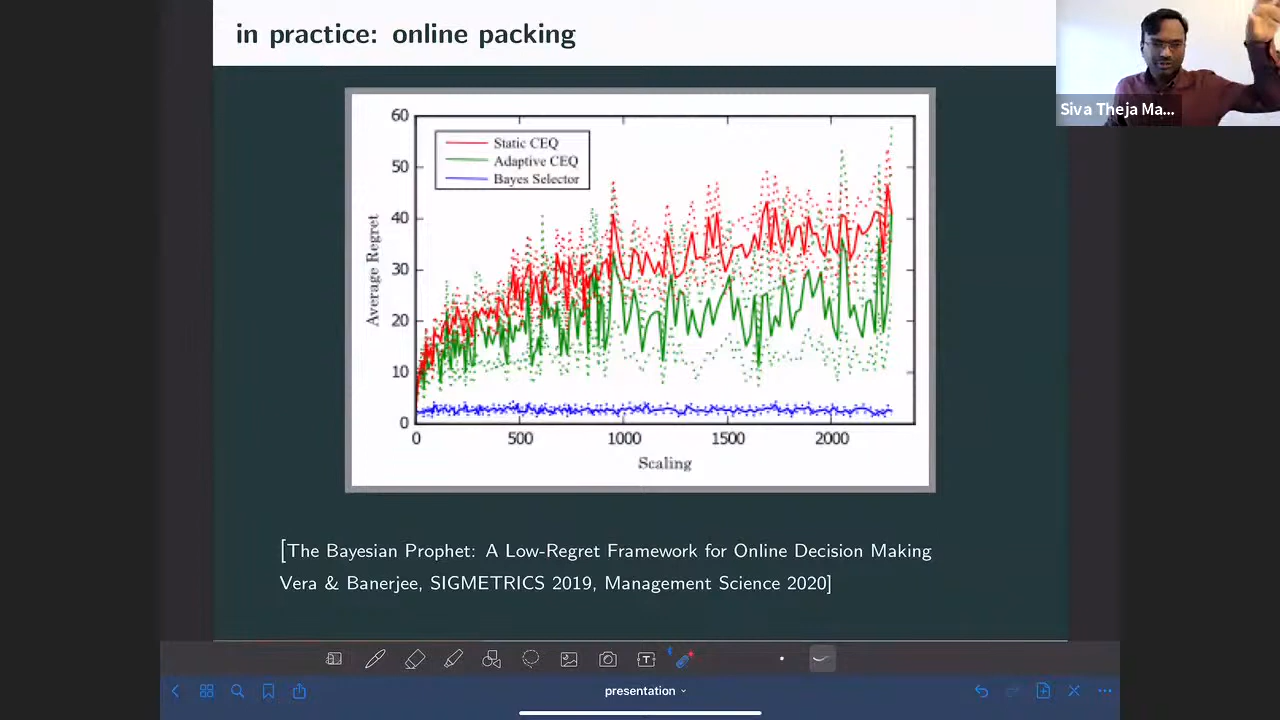 in practice: online packing
Siva Theja Ma...
60
50
40
30
20
10
0
Average Regret
Static CEQ
Adaptive CEQ
Bayes Selector
0 500 1000 1500 2000
Scaling
[The Bayesian Prophet: A Low-Regret Framework for Online Decision Making
Vera & Banerjee, SIGMETRICS 2019, Management Science 2020]
T
presentation